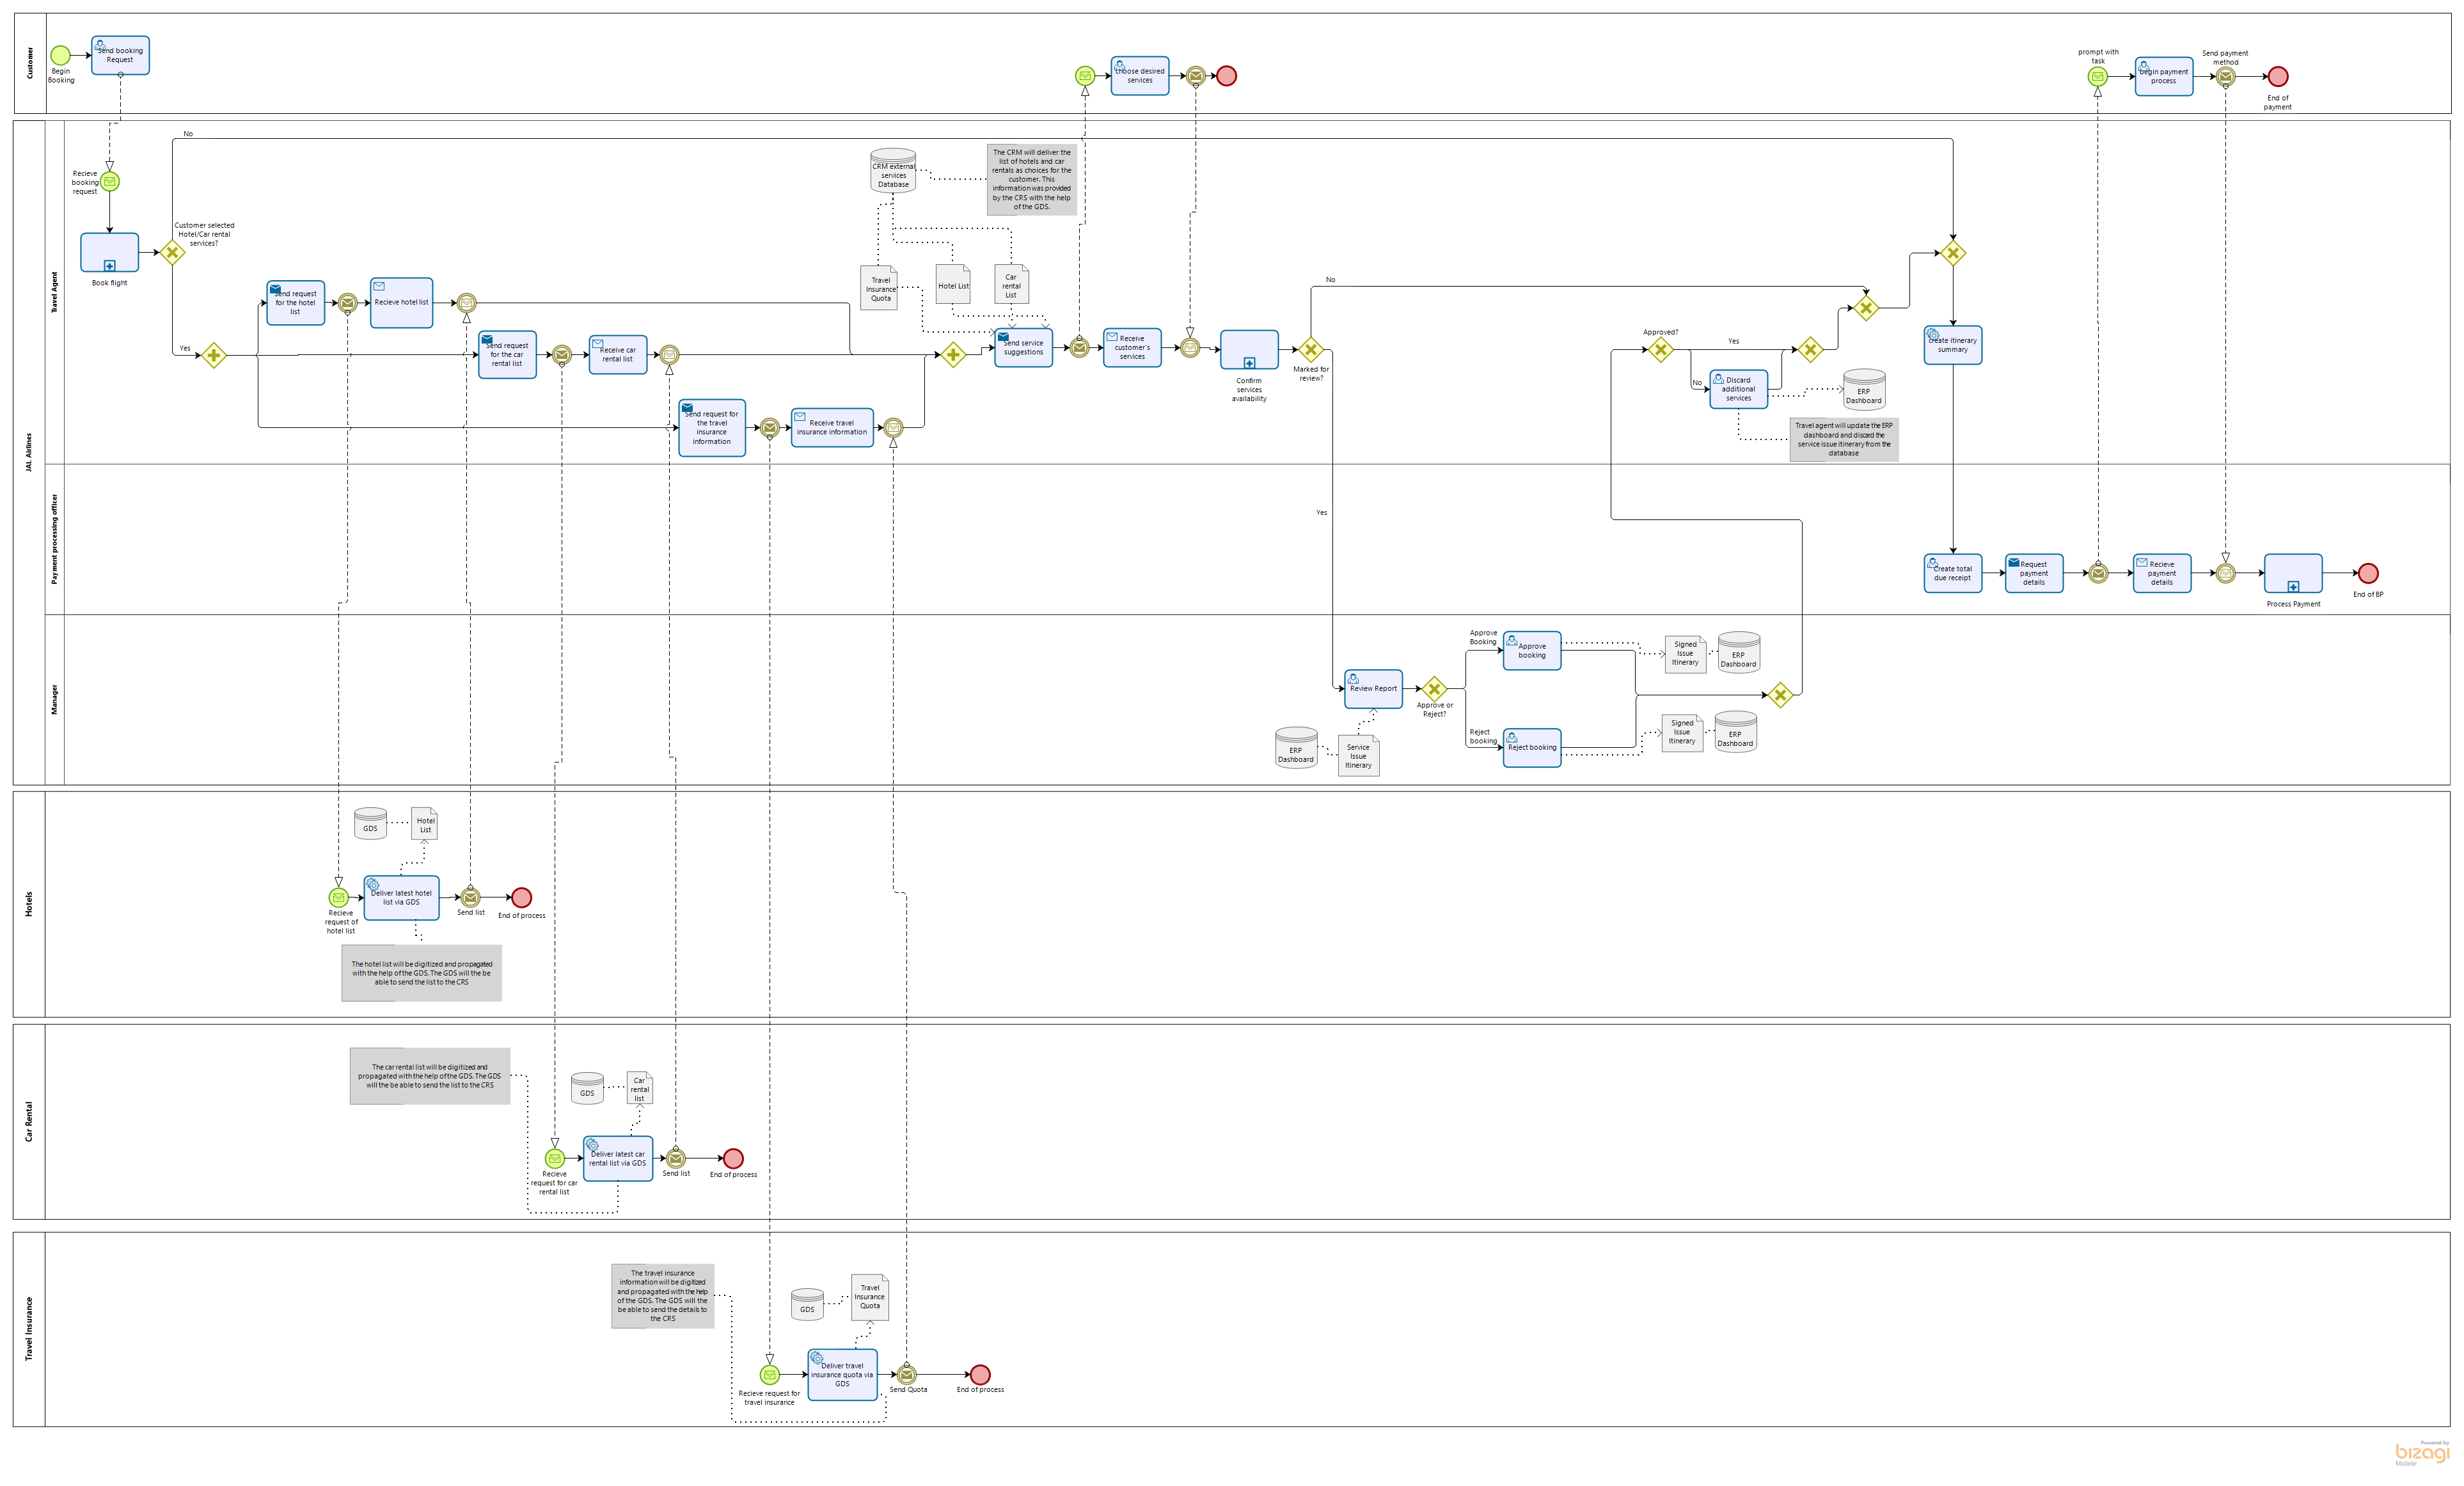 Customer
Begin
Booking
Send booking
Request
choose desired
services
prompt with
task
begin payment
process
Send payment
method
End of
payment
JAL Airlines
Travel Agent
No
Recieve
booking
request
Book flight
Customer selected
Hotel/Car rental
services?
Yes
Send request
for the hotel
list
Recieve hotel list
Send request
for the car
rental list
Receive car
rental list
Send request for
the travel
insurance
information
Receive travel
insurance information
CRM external
services
Database
The CRM will deliver the
list of hotels and car
rentals as choices for the
customer. This
information was provided
by the CRS with the help
of the GDS.
Travel
Insurance
Quota
Hotel List
Car
rental
List
Send service
suggestions
Receive
customer's
services
Confirm
services
availability
Marked for
review?
No
Yes
Approved?
Yes
No
Discard
additional
services
ERP
Dashboard
Travel agent will update the ERP
dashboard and discard the
service issue itinerary from the
database
create itinerary
summary
Payment processing officer
Create total
due receipt
Request
payment
details
Recieve
payment
details
Process Payment
End of BP
Manager
Review Report
ERP
Dashboard
Service
Issue
Itinerary
Approve or
Reject?
Approve
Booking
Approve
booking
Reject
booking
Reject booking
Signed
Issue
Itinerary
ERP
Dashboard
Signed
Issue
Itinerary
ERP
Dashboard
Hotels
GDS
Hotel
List
Recieve
request of
hotel list
Deliver latest hotel
list via GDS
Send list
End of process
The hotel list will be digitized and propagated
with the help of the GDS. The GDS will the be
able to send the list to the CRS
Car Rental
The car rental list will be digitized and
propagated with the help of the GDS. The GDS
will the be able to send the list to the CRS
GDS
Car
rental
list
Recieve
request for car
rental list
Deliver latest car
rental list via GDS
Send list
End of process
Travel Insurance
The travel insurance
information will be digitized
and propagated with the help
of the GDS. The GDS will the
be able to send the details to
the CRS
GDS
Travel
Insurance
Quota
Recieve request for
travel insurance
Deliver travel
insurance quota via
GDS
Send Quota
End of process
Powered by
bizagi
Modeler